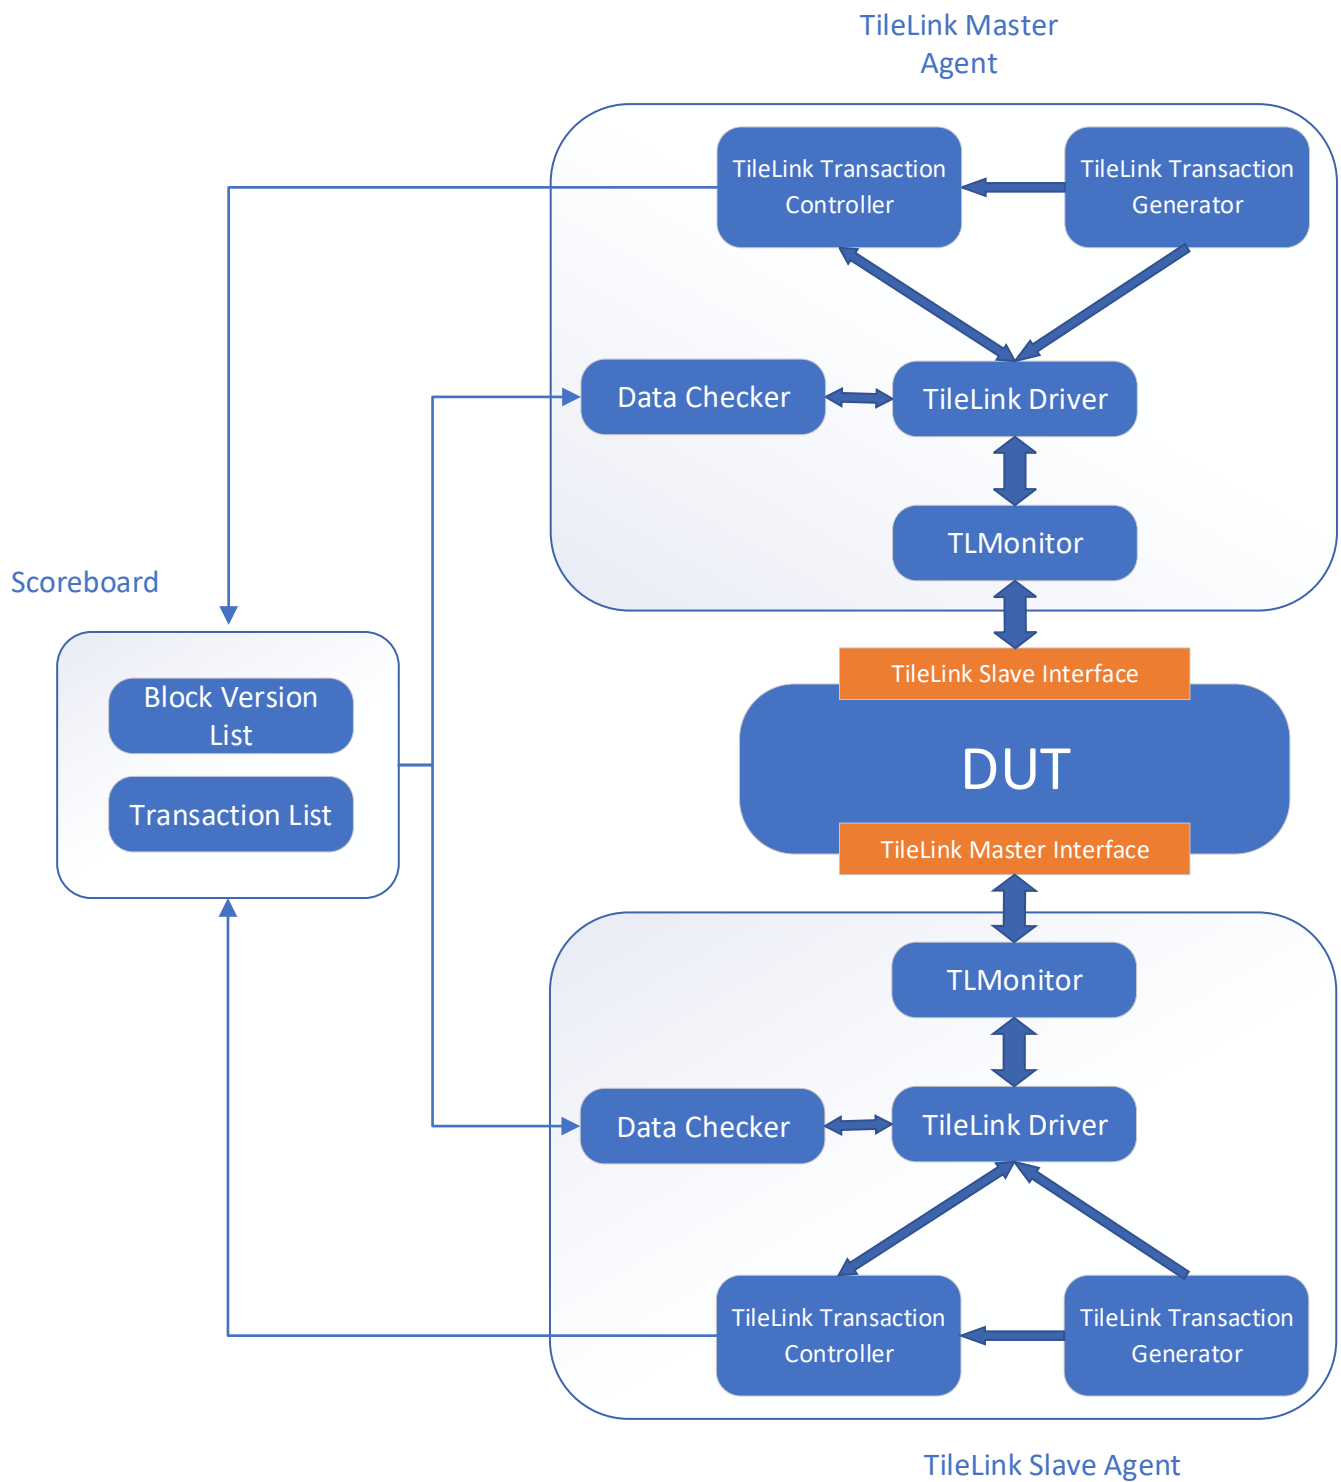 TileLink Master
Agent
TileLink Transaction
Controller
TileLink Transaction
Generator
Data Checker
TileLink Driver
TLMonitor
Scoreboard
Block Version
List
Transaction List
TileLink Slave Interface
DUT
TileLink Master Interface
TLMonitor
Data Checker
TileLink Driver
TileLink Transaction
Controller
TileLink Transaction
Generator
TileLink Slave Agent